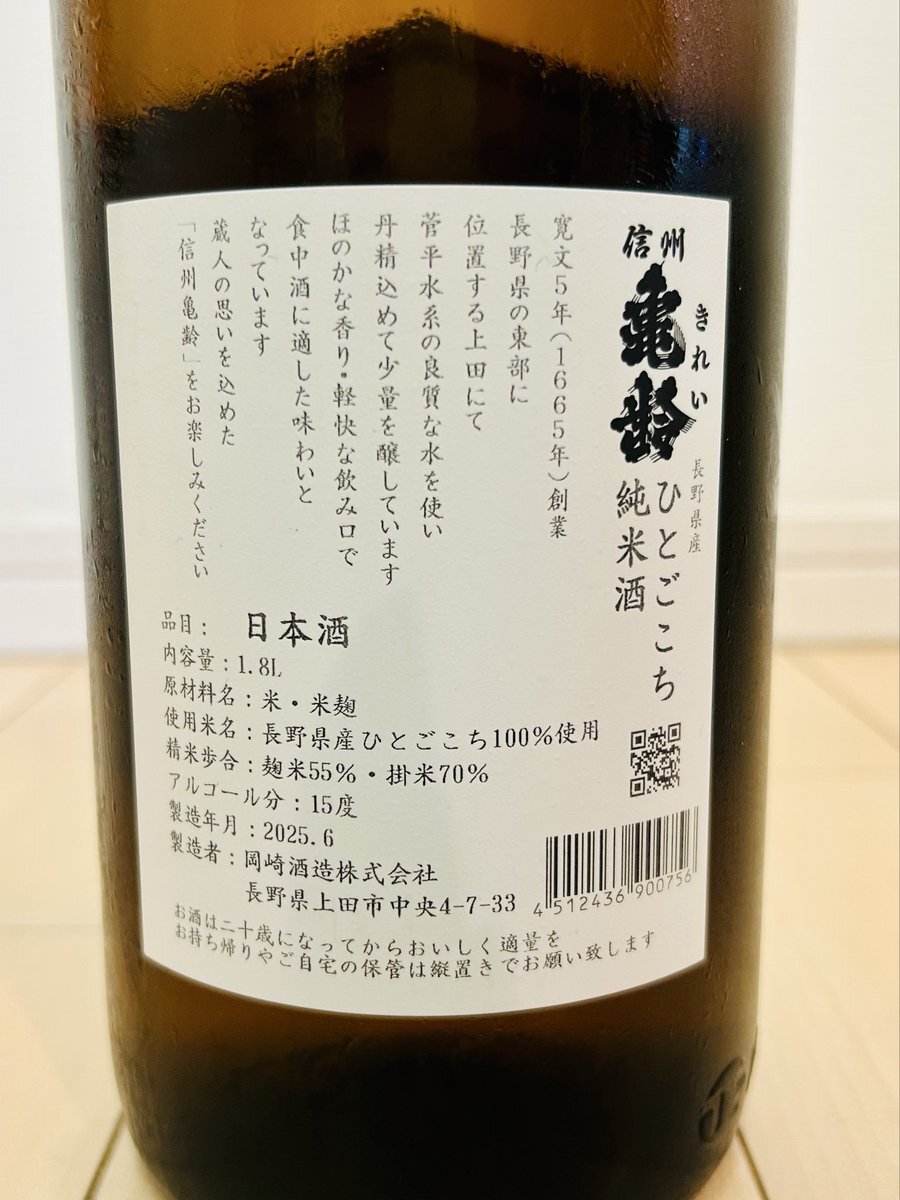 信州
亀齢
きれい
長野県産
ひとごこち
純米酒
寛文5年(1665年)創業
長野県の東部に
位置する上田にて
菅平水系の良質な水を使い
丹精込めて少量を醸しています
ほのかな香り・軽快な飲み口で
食中酒に適した味わいと
なっています
蔵人の思いを込めた
「信州亀齢」をお楽しみください
品目: 日本酒
内容量:1.8L
原材料名:米・米麹
使用米名:長野県産ひとごこち100%使用
精米歩合:麹米55%・掛米70%
アルコール分:15度
製造年月:2025.6
製造者:岡崎酒造株式会社
長野県上田市中央4-7-33
4 512436 900756
お酒は二十歳になってからおいしく適量を
お持ち帰りやご自宅の保管は縦置きでお願い致します